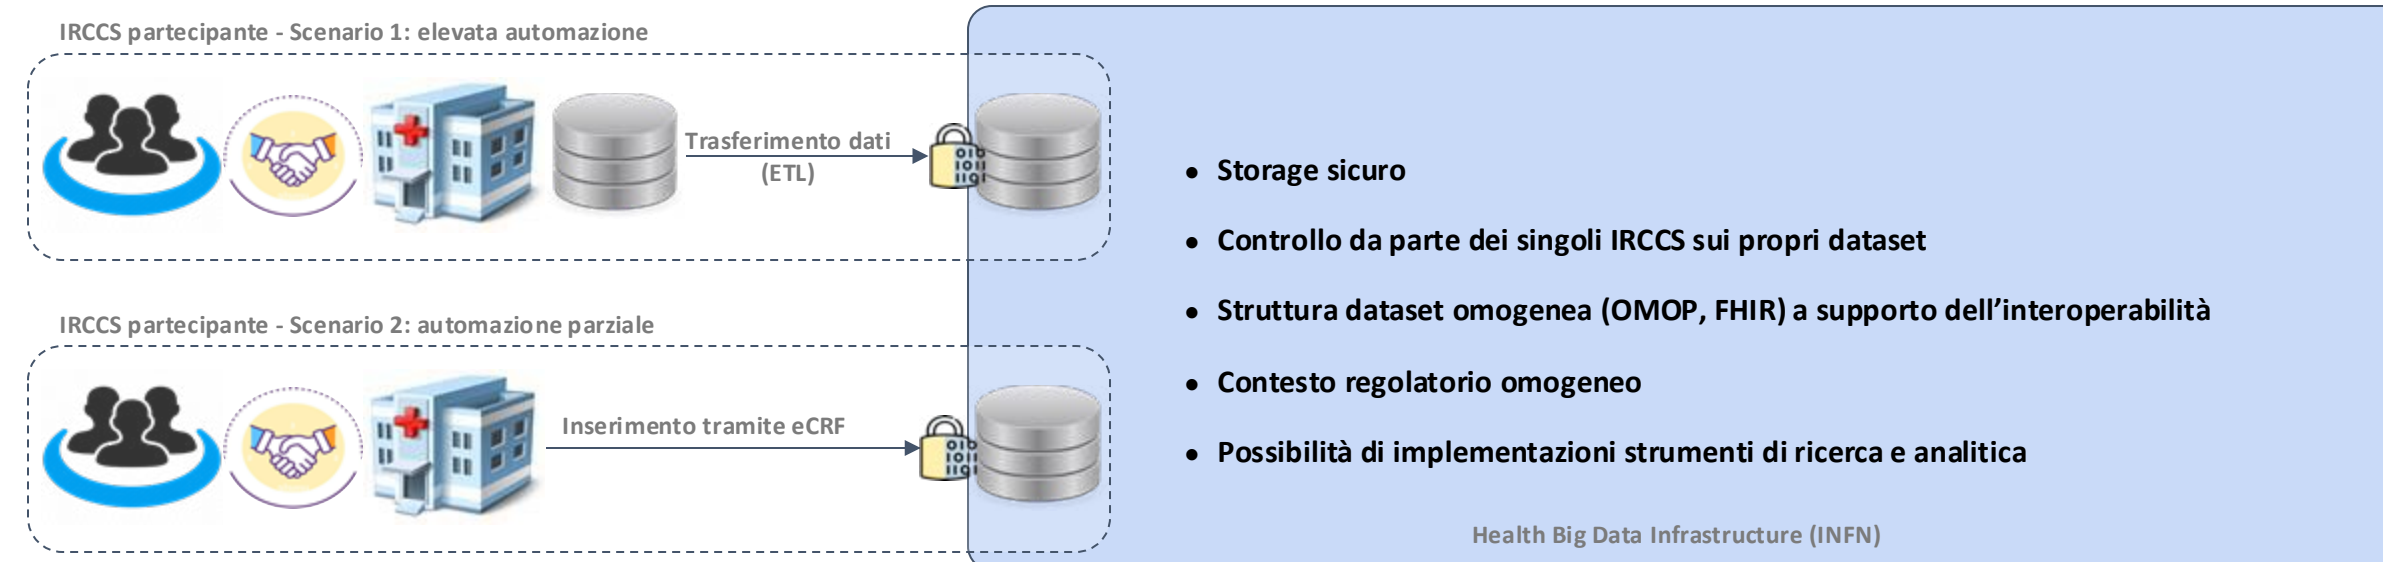 IRCCS partecipante - Scenario 1: elevata automazione
Trasferimento dati
(ETL)
IRCCS partecipante - Scenario 2: automazione parziale
Inserimento tramite eCRF
• Storage sicuro
• Controllo da parte dei singoli IRCCS sui propri dataset
• Struttura dataset omogenea (OMOP, FHIR) a supporto dell’interoperabilità
• Contesto regolatorio omogeneo
• Possibilità di implementazioni strumenti di ricerca e analitica
Health Big Data Infrastructure (INFN)